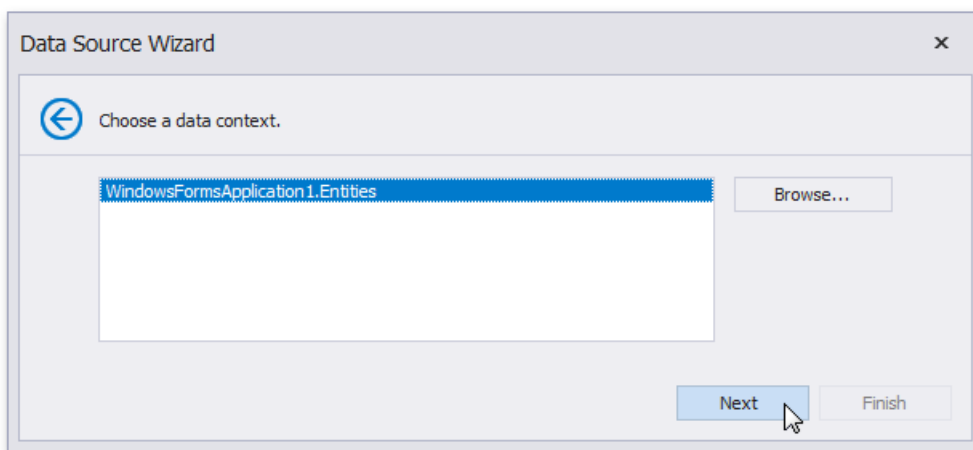 Data Source Wizard
Choose a data context.
WindowsFormsApplication1.Entities
Browse...
Next
Finish